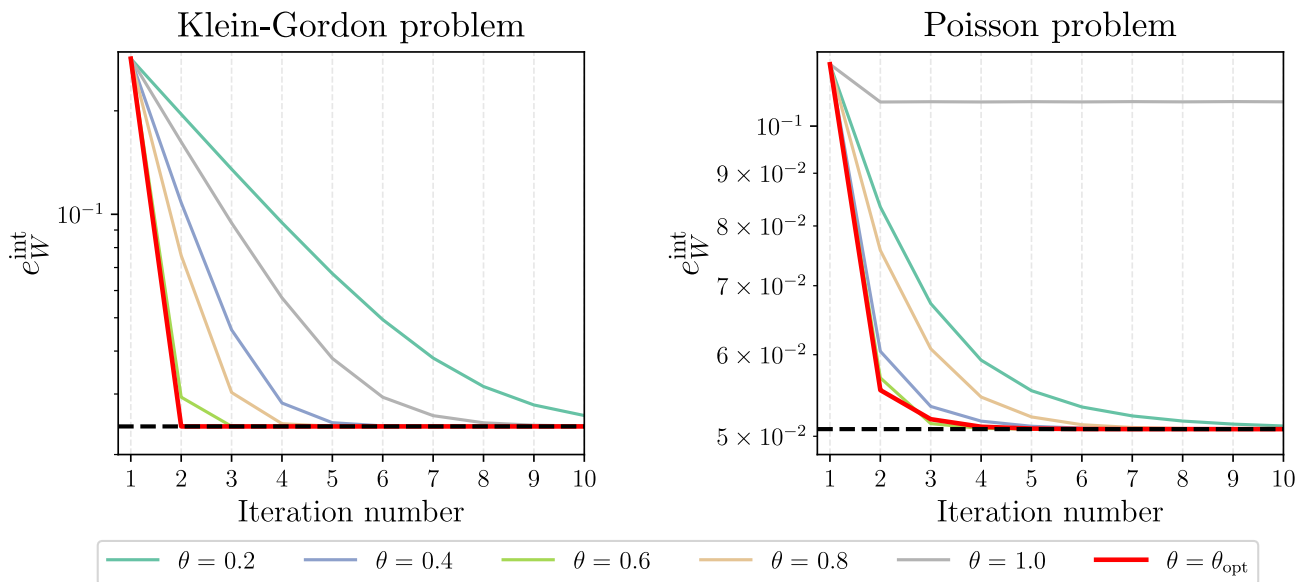 Klein-Gordon problem
Poisson problem
10⁻¹
e_W^int
1 2 3 4 5 6 7 8 9 10
Iteration number
10⁻¹
9 × 10⁻²
8 × 10⁻²
7 × 10⁻²
6 × 10⁻²
5 × 10⁻²
e_W^int
1 2 3 4 5 6 7 8 9 10
Iteration number
θ = 0.2 θ = 0.4 θ = 0.6 θ = 0.8 θ = 1.0 θ = θ_opt